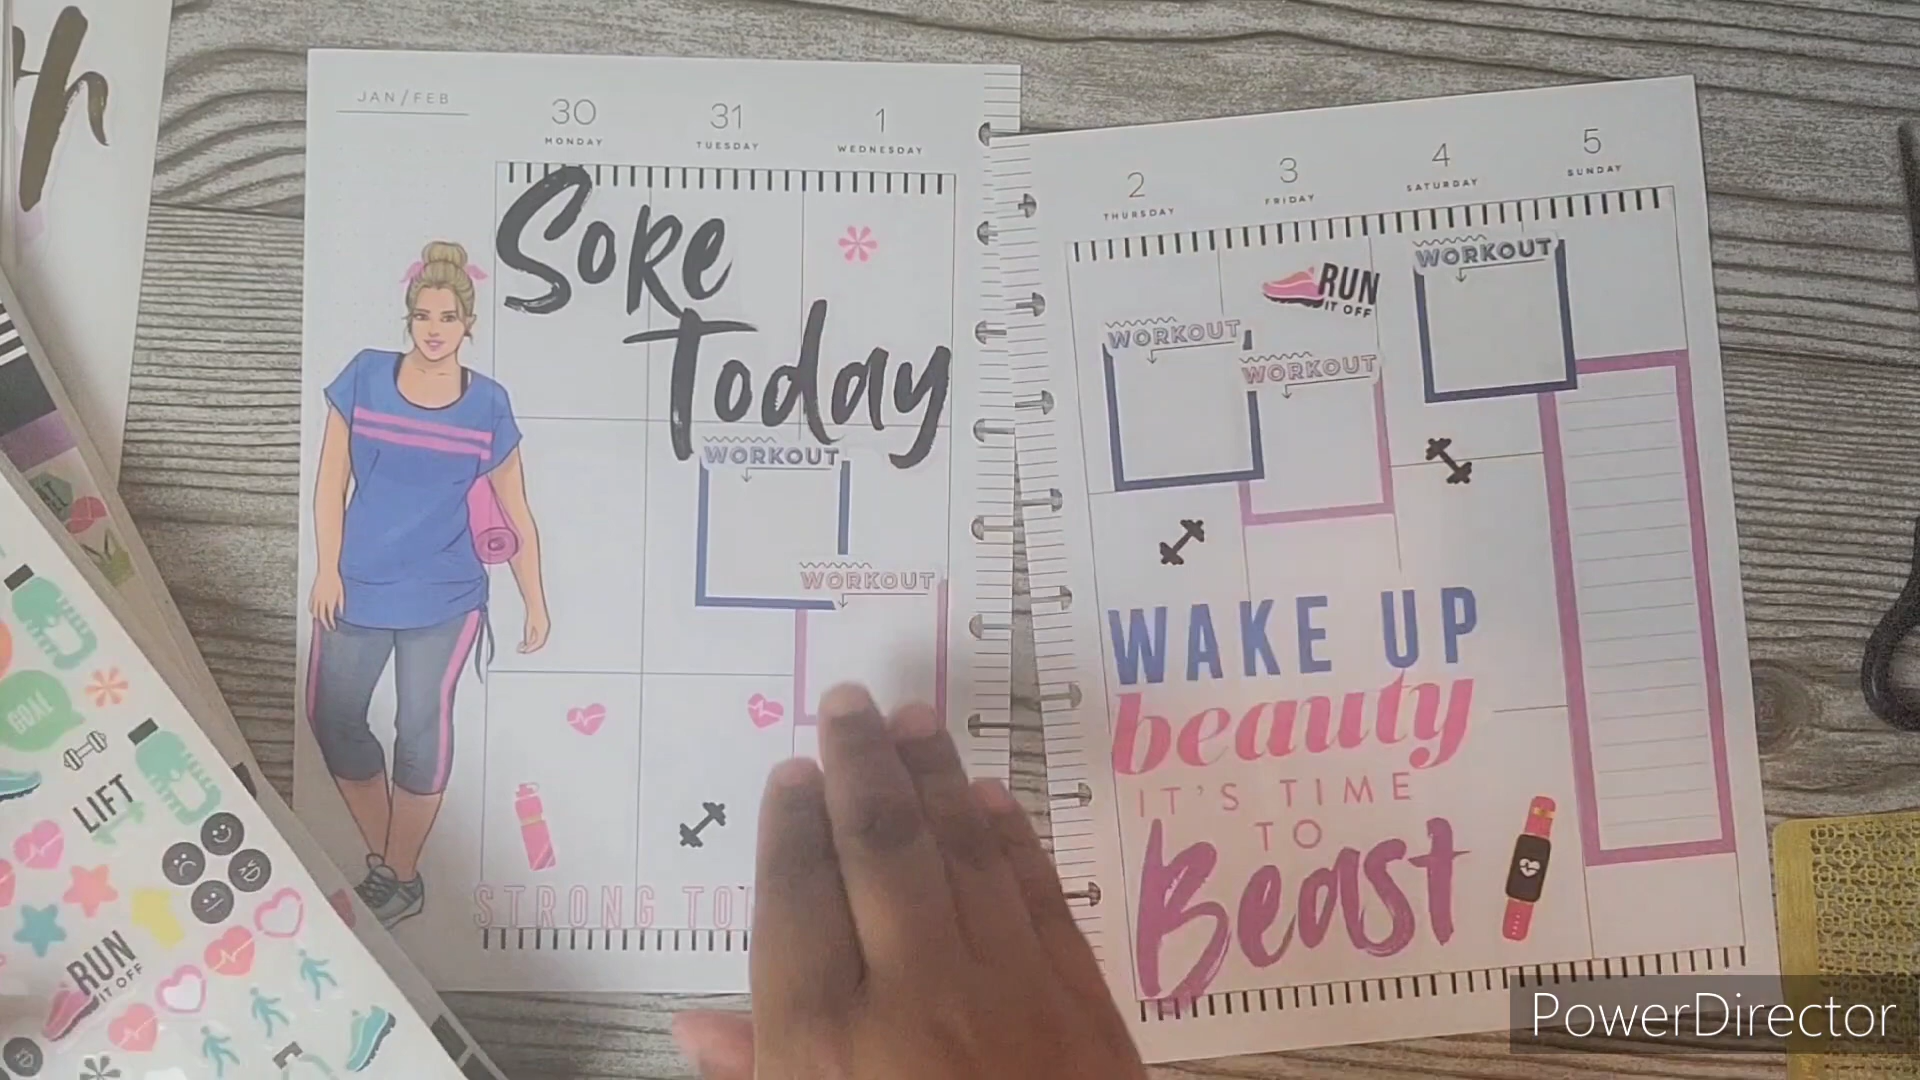 JAN/FEB
30
MONDAY
31
TUESDAY
1
WEDNESDAY
SoRe
Today
WORKOUT
WORKOUT
STRONG
2
THURSDAY
3
FRIDAY
4
SATURDAY
5
SUNDAY
RUN
IT OFF
WORKOUT
WORKOUT
WORKOUT
WAKE UP
beauty
IT'S TIME
TO
Beast
GOAL
LIFT
RUN
IT OFF
PowerDirector